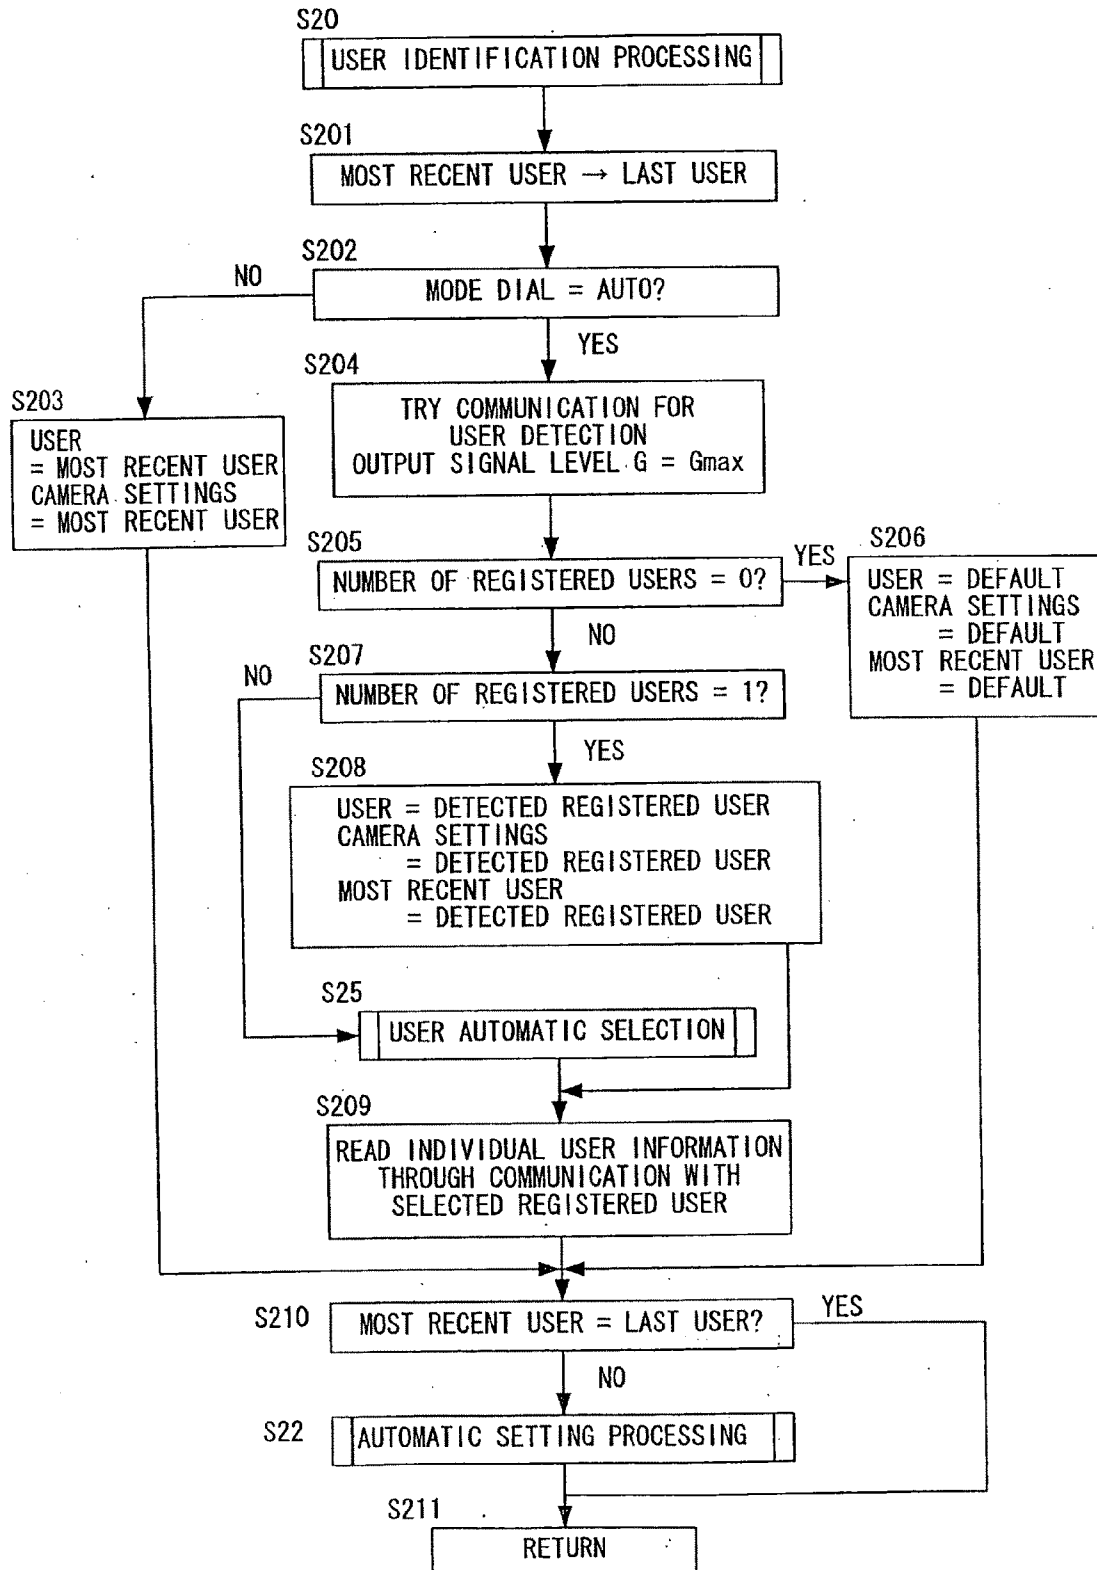 S20
USER IDENTIFICATION PROCESSING
S201
MOST RECENT USER → LAST USER
S202
MODE DIAL = AUTO?
NO
YES
S203
USER
= MOST RECENT USER
CAMERA SETTINGS
= MOST RECENT USER
S204
TRY COMMUNICATION FOR
USER DETECTION
OUTPUT SIGNAL LEVEL G = Gmax
S205
NUMBER OF REGISTERED USERS = 0?
YES
NO
S206
USER = DEFAULT
CAMERA SETTINGS
= DEFAULT
MOST RECENT USER
= DEFAULT
S207
NUMBER OF REGISTERED USERS = 1?
NO
YES
S208
USER = DETECTED REGISTERED USER
CAMERA SETTINGS
= DETECTED REGISTERED USER
MOST RECENT USER
= DETECTED REGISTERED USER
S25
USER AUTOMATIC SELECTION
S209
READ INDIVIDUAL USER INFORMATION
THROUGH COMMUNICATION WITH
SELECTED REGISTERED USER
S210
MOST RECENT USER = LAST USER?
YES
NO
S22
AUTOMATIC SETTING PROCESSING
S211
RETURN